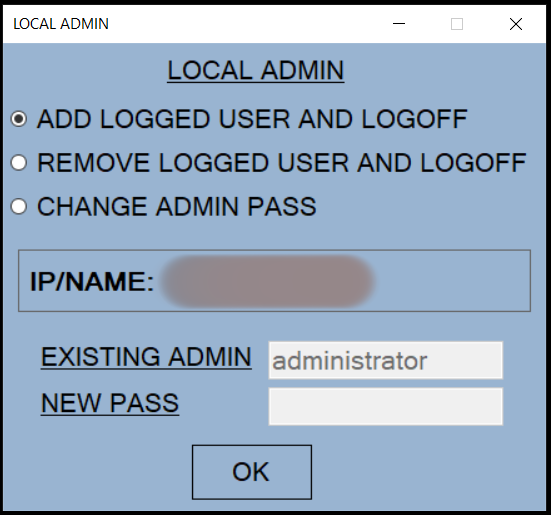 LOCAL ADMIN
LOCAL ADMIN
ADD LOGGED USER AND LOGOFF
REMOVE LOGGED USER AND LOGOFF
CHANGE ADMIN PASS
IP/NAME:
EXISTING ADMIN administrator
NEW PASS
OK